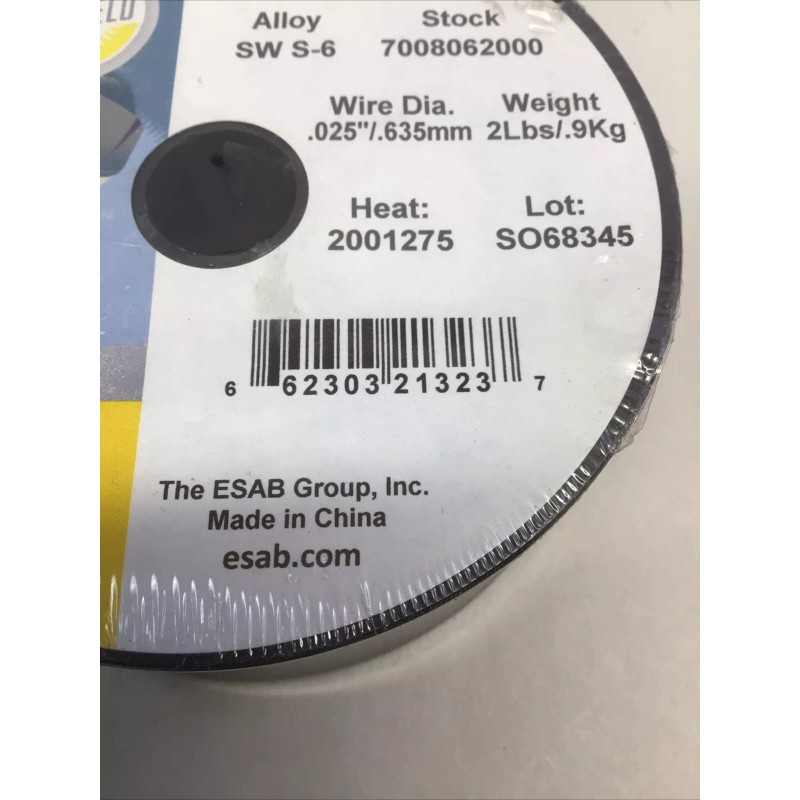 Alloy Stock
SW S-6 7008062000
Wire Dia. Weight
.025"/.635mm 2Lbs/.9Kg
Heat: Lot:
2001275 SO68345
6 62303 21323 7
The ESAB Group, Inc.
Made in China
esab.com